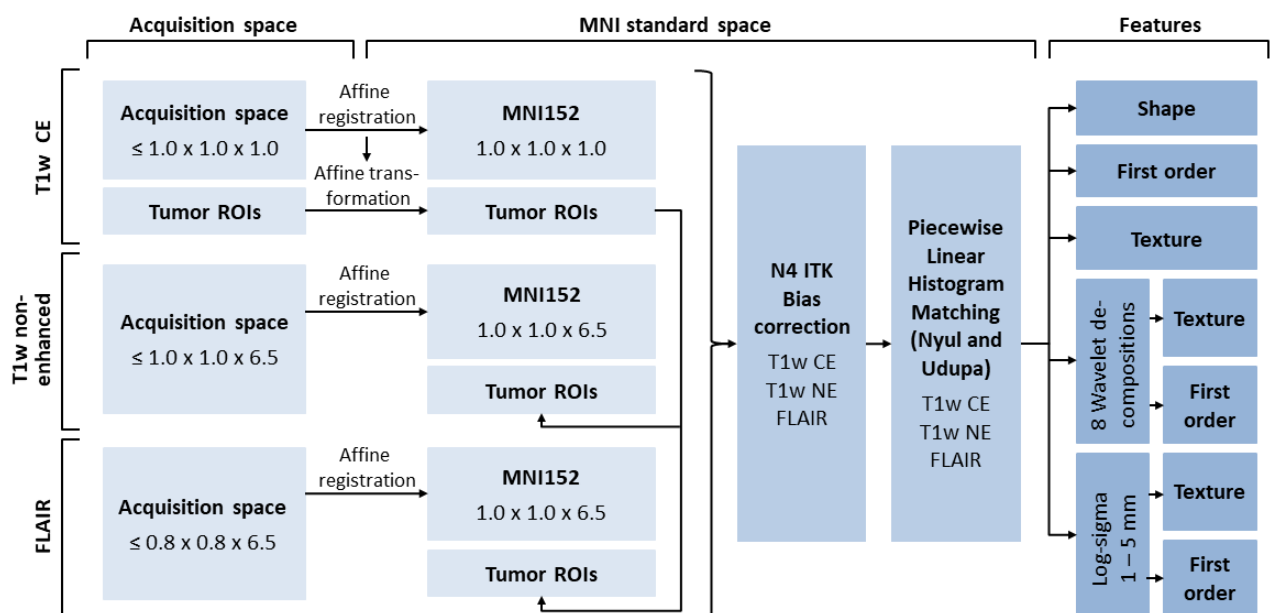 Acquisition space
MNI standard space
Features
T1w CE
Acquisition space
≤ 1.0 x 1.0 x 1.0
Affine
registration
MNI152
1.0 x 1.0 x 1.0
Tumor ROIs
Affine trans-
formation
Tumor ROIs
T1w non-
enhanced
Acquisition space
≤ 1.0 x 1.0 x 6.5
Affine
registration
MNI152
1.0 x 1.0 x 6.5
Tumor ROIs
FLAIR
Acquisition space
≤ 0.8 x 0.8 x 6.5
Affine
registration
MNI152
1.0 x 1.0 x 6.5
Tumor ROIs
N4 ITK
Bias
correction
T1w CE
T1w NE
FLAIR
Piecewise
Linear
Histogram
Matching
(Nyul and
Udupa)
T1w CE
T1w NE
FLAIR
Shape
First order
Texture
8 Wavelet de-
compositions
Texture
First
order
Log-sigma
1 – 5 mm
Texture
First
order